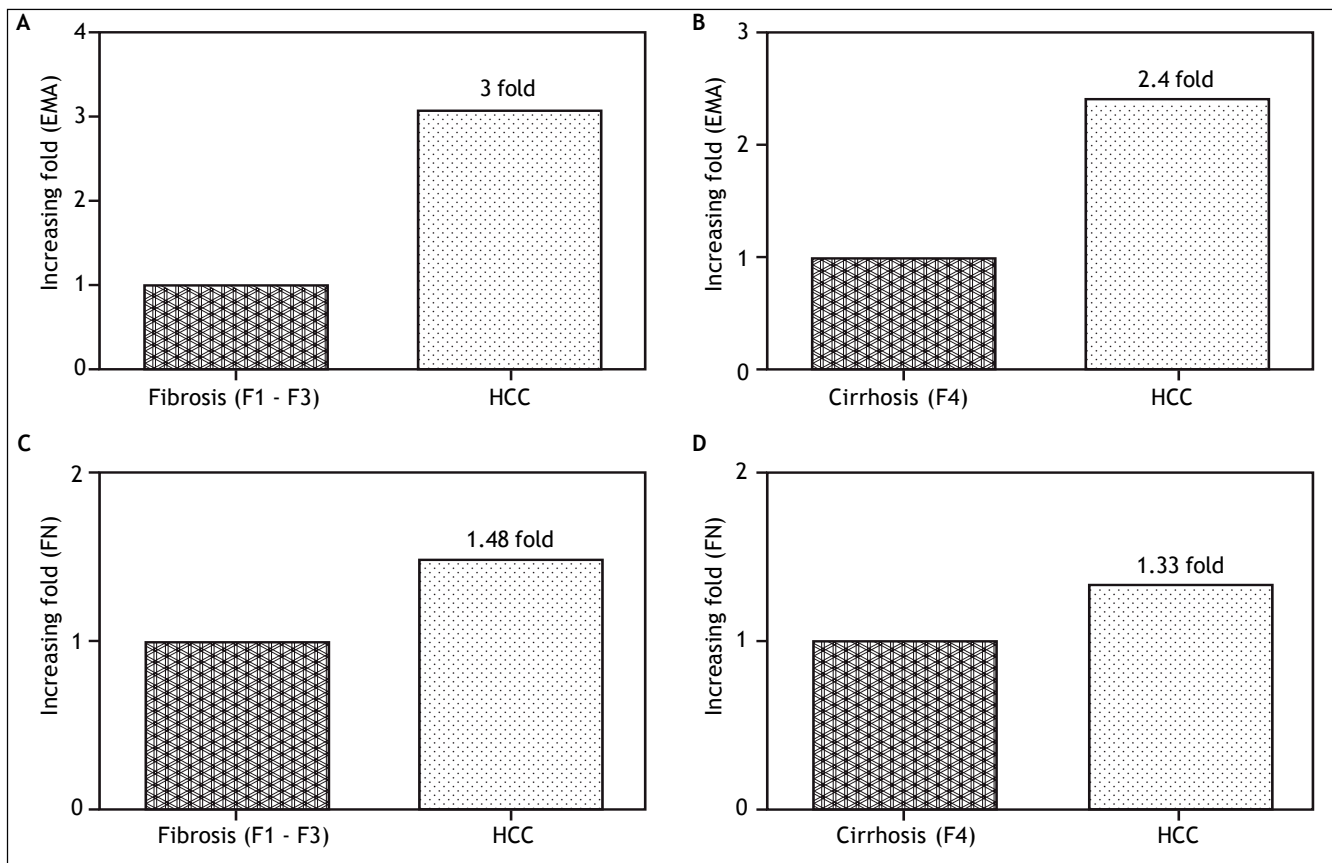 A
Increasing fold (EMA)
4
3
2
1
0
3 fold
Fibrosis (F1 - F3)
HCC
B
Increasing fold (EMA)
3
2
1
0
2.4 fold
Cirrhosis (F4)
HCC
C
Increasing fold (FN)
2
1
0
1.48 fold
Fibrosis (F1 - F3)
HCC
D
Increasing fold (FN)
2
1
0
1.33 fold
Cirrhosis (F4)
HCC